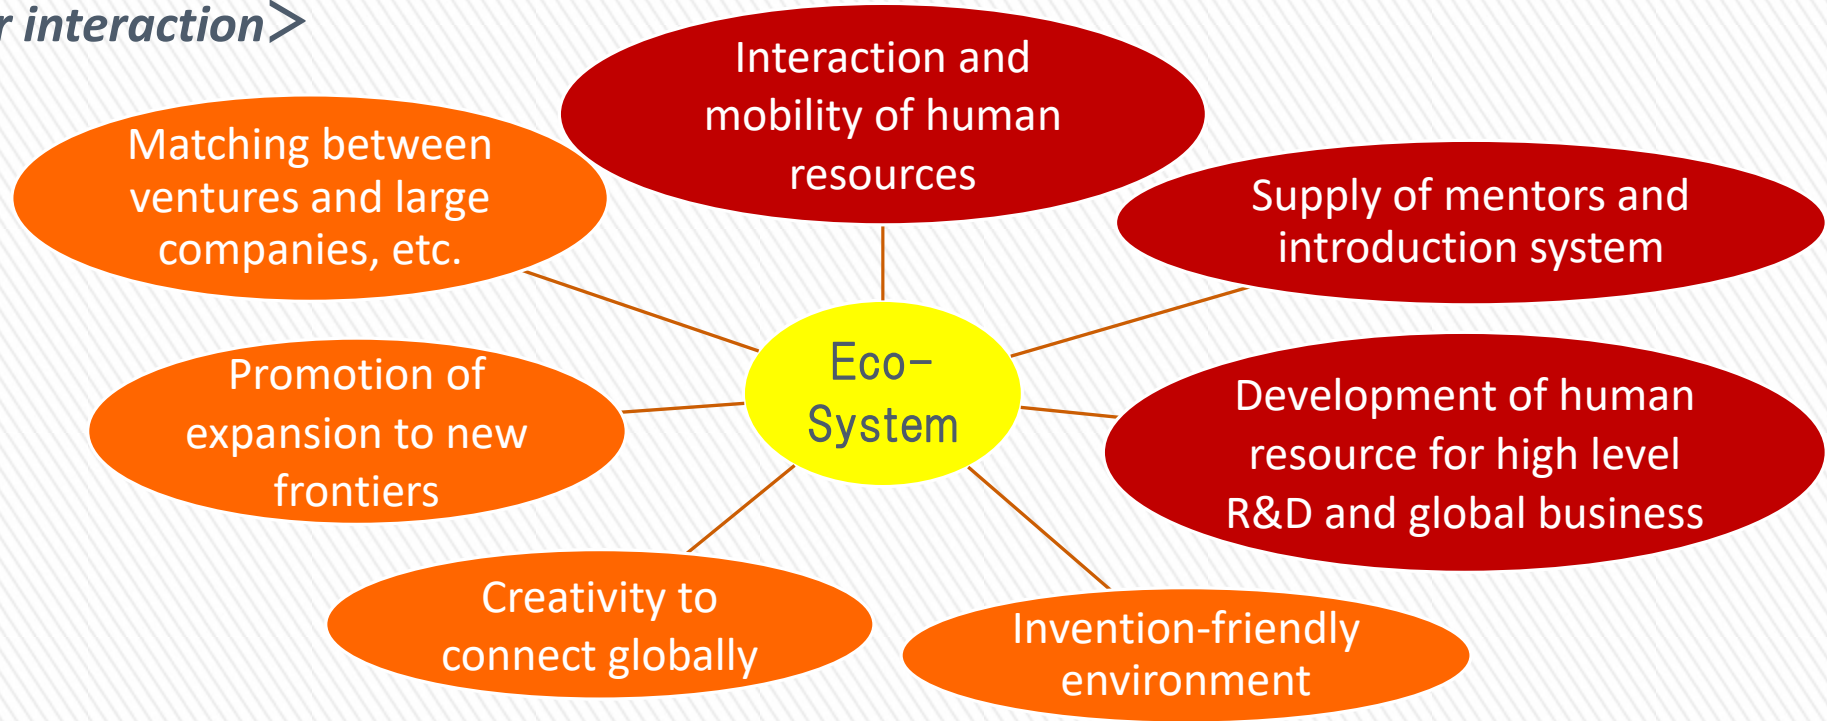 r interaction>
Interaction and
mobility of human
resources
Matching between
ventures and large
companies, etc.
Supply of mentors and
introduction system
Eco-
System
Promotion of
expansion to new
frontiers
Development of human
resource for high level
R&D and global business
Creativity to
connect globally
Invention-friendly
environment